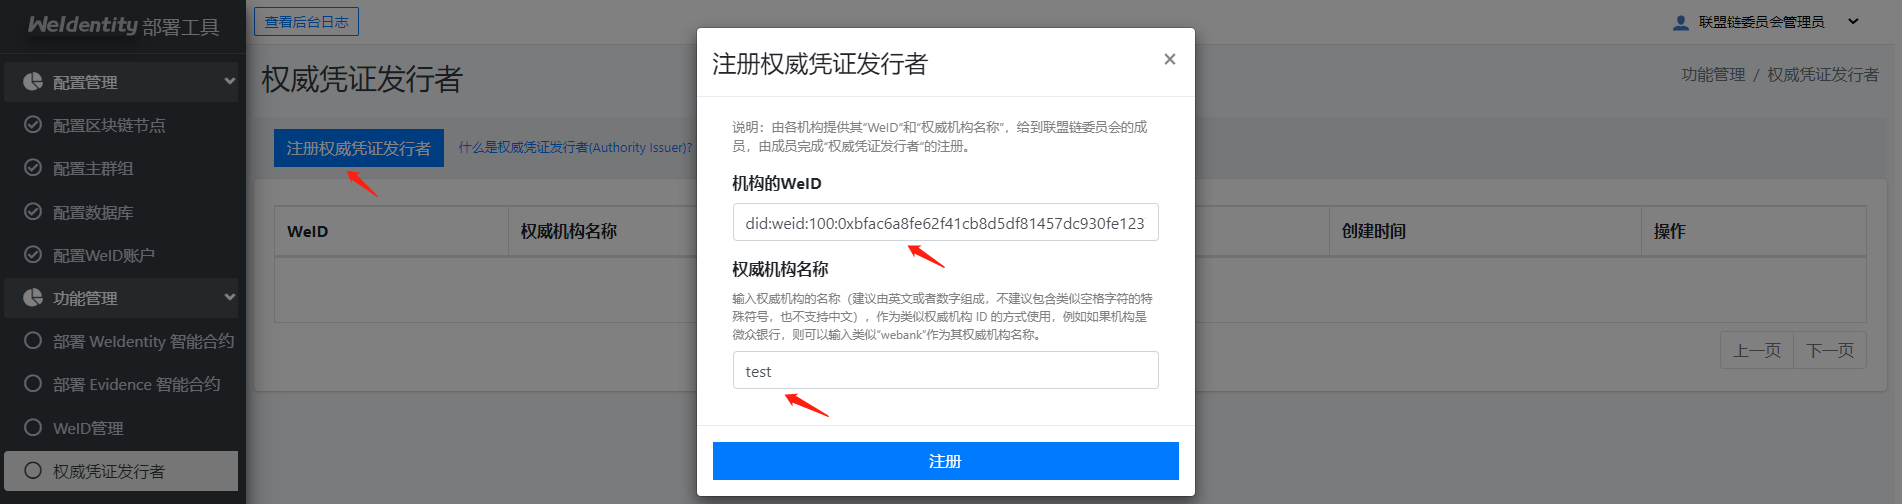 WeIdentity 部署工具
查看后台日志
联盟链委员会管理员
配置管理
配置区块链节点
配置主群组
配置数据库
配置WeID账户
功能管理
部署 WeIdentity 智能合约
部署 Evidence 智能合约
WeID管理
权威凭证发行者
权威凭证发行者
功能管理 / 权威凭证发行者
注册权威凭证发行者
什么是权威凭证发行者(Authority Issuer)?
WeID
权威机构名称
创建时间
操作
上一页
下一页
注册权威凭证发行者
×
说明：由各机构提供其“WeID”和“权威机构名称”，给到联盟链委员会的成
员，由成员完成“权威凭证发行者”的注册。
机构的WeID
did:weid:100:0xbfac6a8fe62f41cb8d5df81457dc930fe123
权威机构名称
输入权威机构的名称（建议由英文或者数字组成，不建议包含类似空格字符的特
殊符号，也不支持中文），作为类似权威机构 ID 的方式使用，例如如果机构是
微众银行，则可以输入类似“webank”作为其权威机构名称。
test
注册